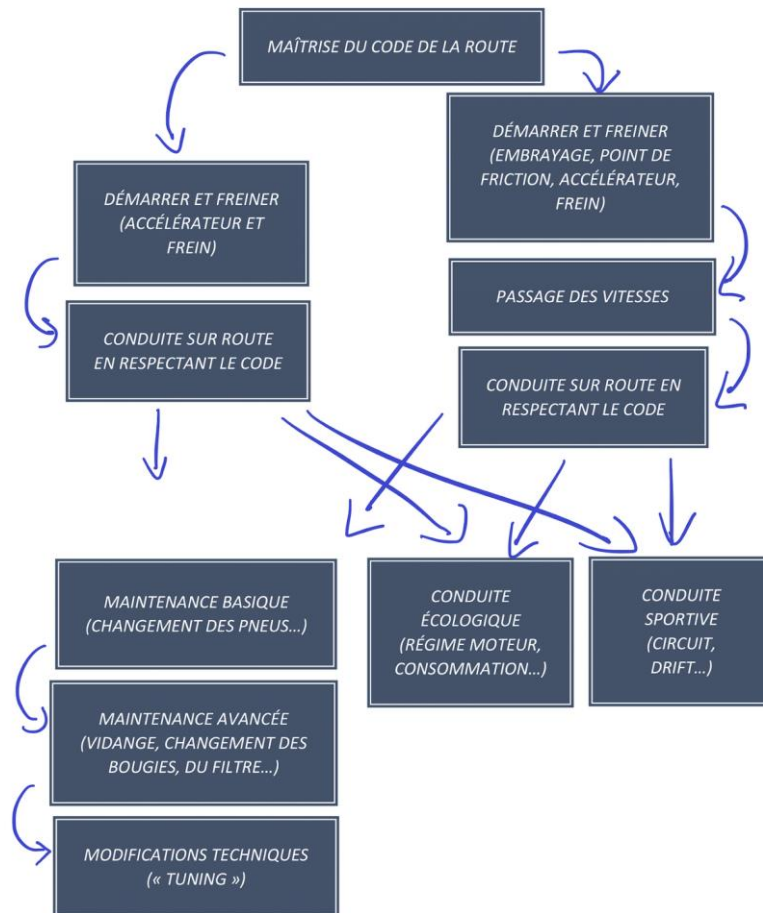 MAÎTRISE DU CODE DE LA ROUTE
DÉMARRER ET FREINER
(ACCÉLÉRATEUR ET
FREIN)
CONDUITE SUR ROUTE
EN RESPECTANT LE CODE
DÉMARRER ET FREINER
(EMBRAYAGE, POINT DE
FRICTION, ACCÉLÉRATEUR,
FREIN)
PASSAGE DES VITESSES
CONDUITE SUR ROUTE EN
RESPECTANT LE CODE
MAINTENANCE BASIQUE
(CHANGEMENT DES PNEUS…)
MAINTENANCE AVANCÉE
(VIDANGE, CHANGEMENT DES
BOUGIES, DU FILTRE…)
MODIFICATIONS TECHNIQUES
(« TUNING »)
CONDUITE
ÉCOLOGIQUE
(RÉGIME MOTEUR,
CONSOMMATION…)
CONDUITE
SPORTIVE
(CIRCUIT,
DRIFT…)